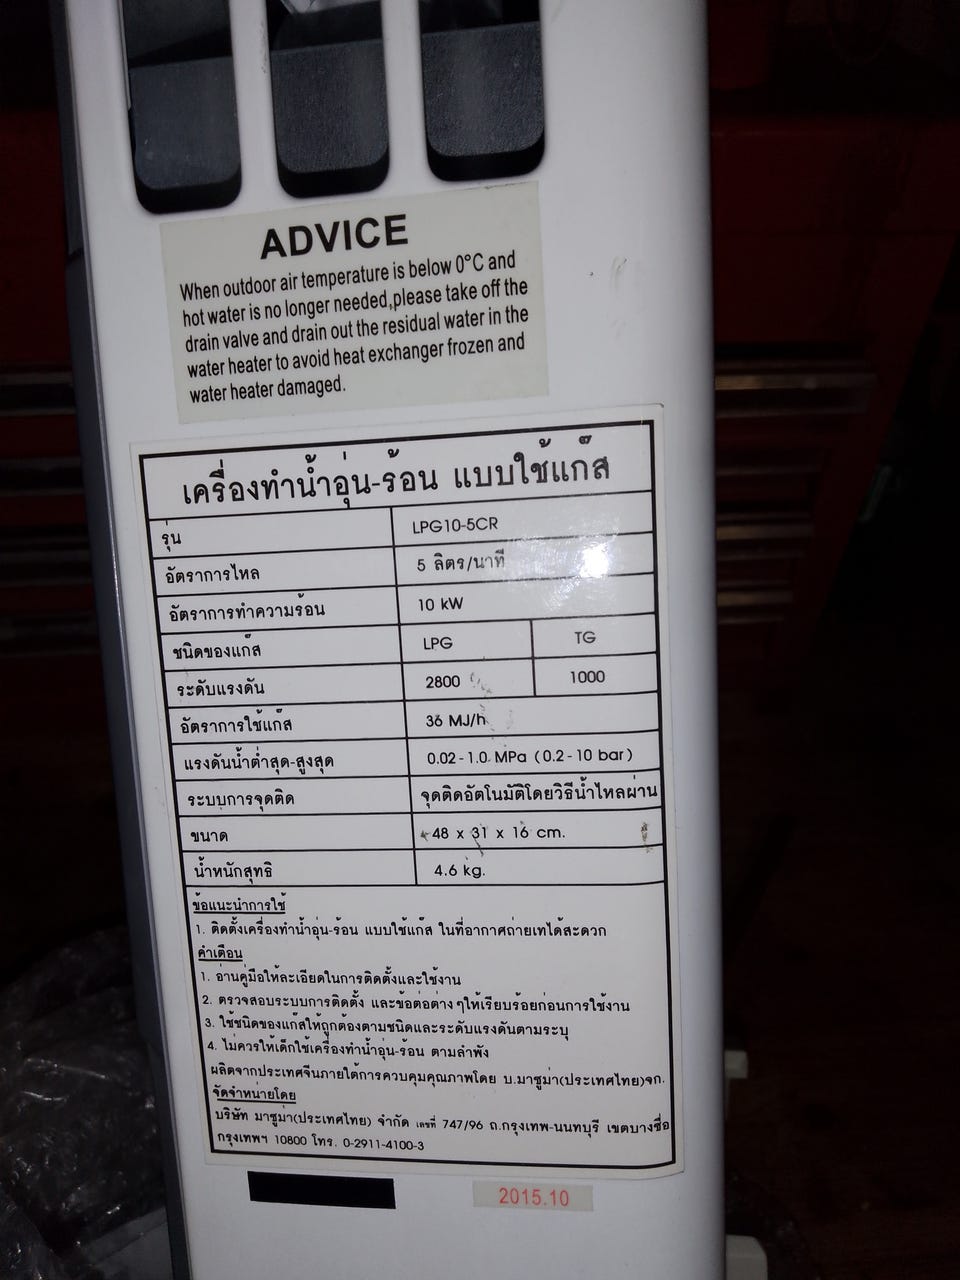 ADVICE
When outdoor air temperature is below 0°C and
hot water is no longer needed,please take off the
drain valve and drain out the residual water in the
water heater to avoid heat exchanger frozen and
water heater damaged.
เครื่องทำน้ำอุ่น-ร้อน แบบใช้แก๊ส
รุ่น LPG10-5CR
อัตราการไหล 5 ลิตร/นาที
อัตราการทำความร้อน 10 kW
ชนิดของแก๊ส LPG TG
ระดับแรงดัน 2800 1000
อัตราการใช้แก๊ส 36 MJ/h
แรงดันน้ำต่ำสุด-สูงสุด 0.02-1.0 MPa (0.2-10 bar)
ระบบการจุดติด จุดติดอัตโนมัติโดยวิธีน้ำไหลผ่าน
ขนาด 48 x 31 x 16 cm.
น้ำหนักสุทธิ 4.6 kg.
ข้อแนะนำการใช้
1. ติดตั้งเครื่องทำน้ำอุ่น-ร้อน แบบใช้แก๊ส ในที่อากาศถ่ายเทได้สะดวก
คำเตือน
1. อ่านคู่มือให้ละเอียดในการติดตั้งและใช้งาน
2. ตรวจสอบระบบการติดตั้ง และข้อต่อต่างๆให้เรียบร้อยก่อนการใช้งาน
3. ใช้ชนิดของแก๊สให้ถูกต้องตามชนิดและระดับแรงดันตามระบุ
4. ไม่ควรให้เด็กใช้เครื่องทำน้ำอุ่น-ร้อน ตามลำพัง
ผลิตจากประเทศจีนภายใต้การควบคุมคุณภาพโดย บ.มาซูม่า(ประเทศไทย)จก.
จัดจำหน่ายโดย
บริษัท มาซูม่า(ประเทศไทย) จำกัด เลขที่ 747/96 ถ.กรุงเทพ-นนทบุรี เขตบางซื่อ
กรุงเทพฯ 10800 โทร. 0-2911-4100-3
2015.10